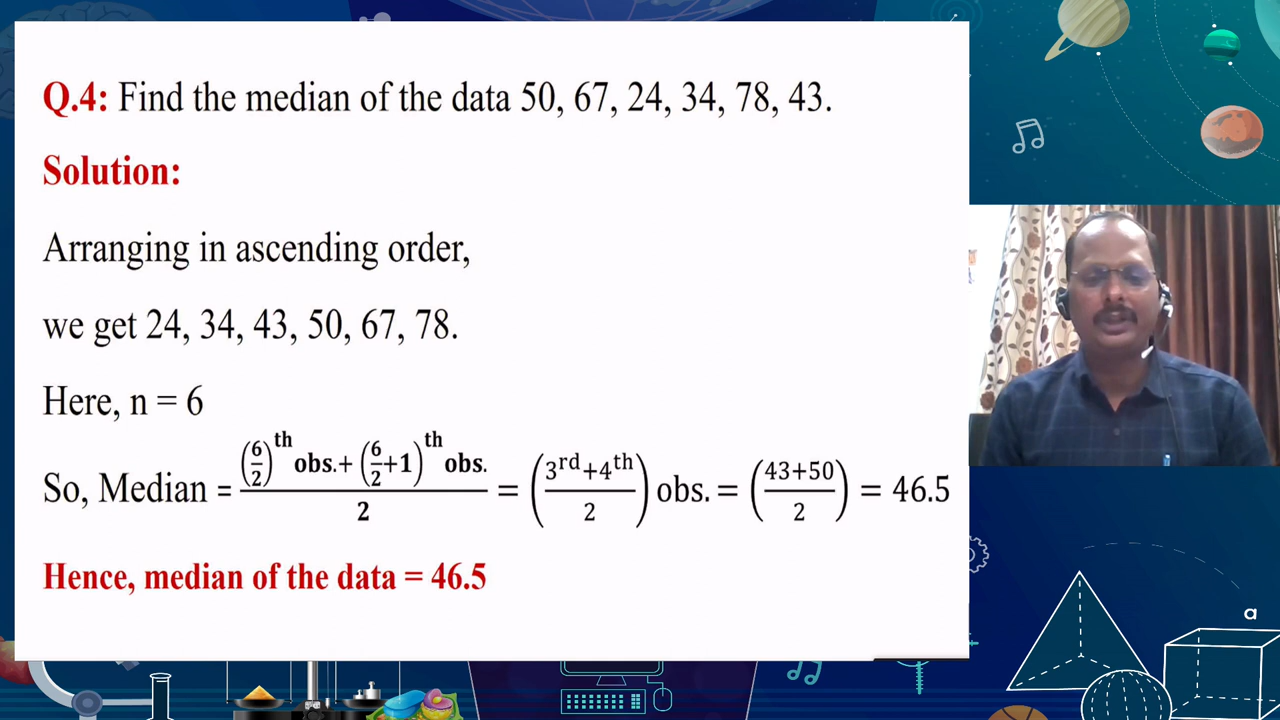 Q.4: Find the median of the data 50, 67, 24, 34, 78, 43.
Solution:
Arranging in ascending order,
we get 24, 34, 43, 50, 67, 78.
Here, n = 6
So, Median = ((6/2)ᵗʰ obs.+ (6/2+1)ᵗʰ obs.)/2 = ((3ʳᵈ+4ᵗʰ)/2) obs. = ((43+50)/2) = 46.5
Hence, median of the data = 46.5
a